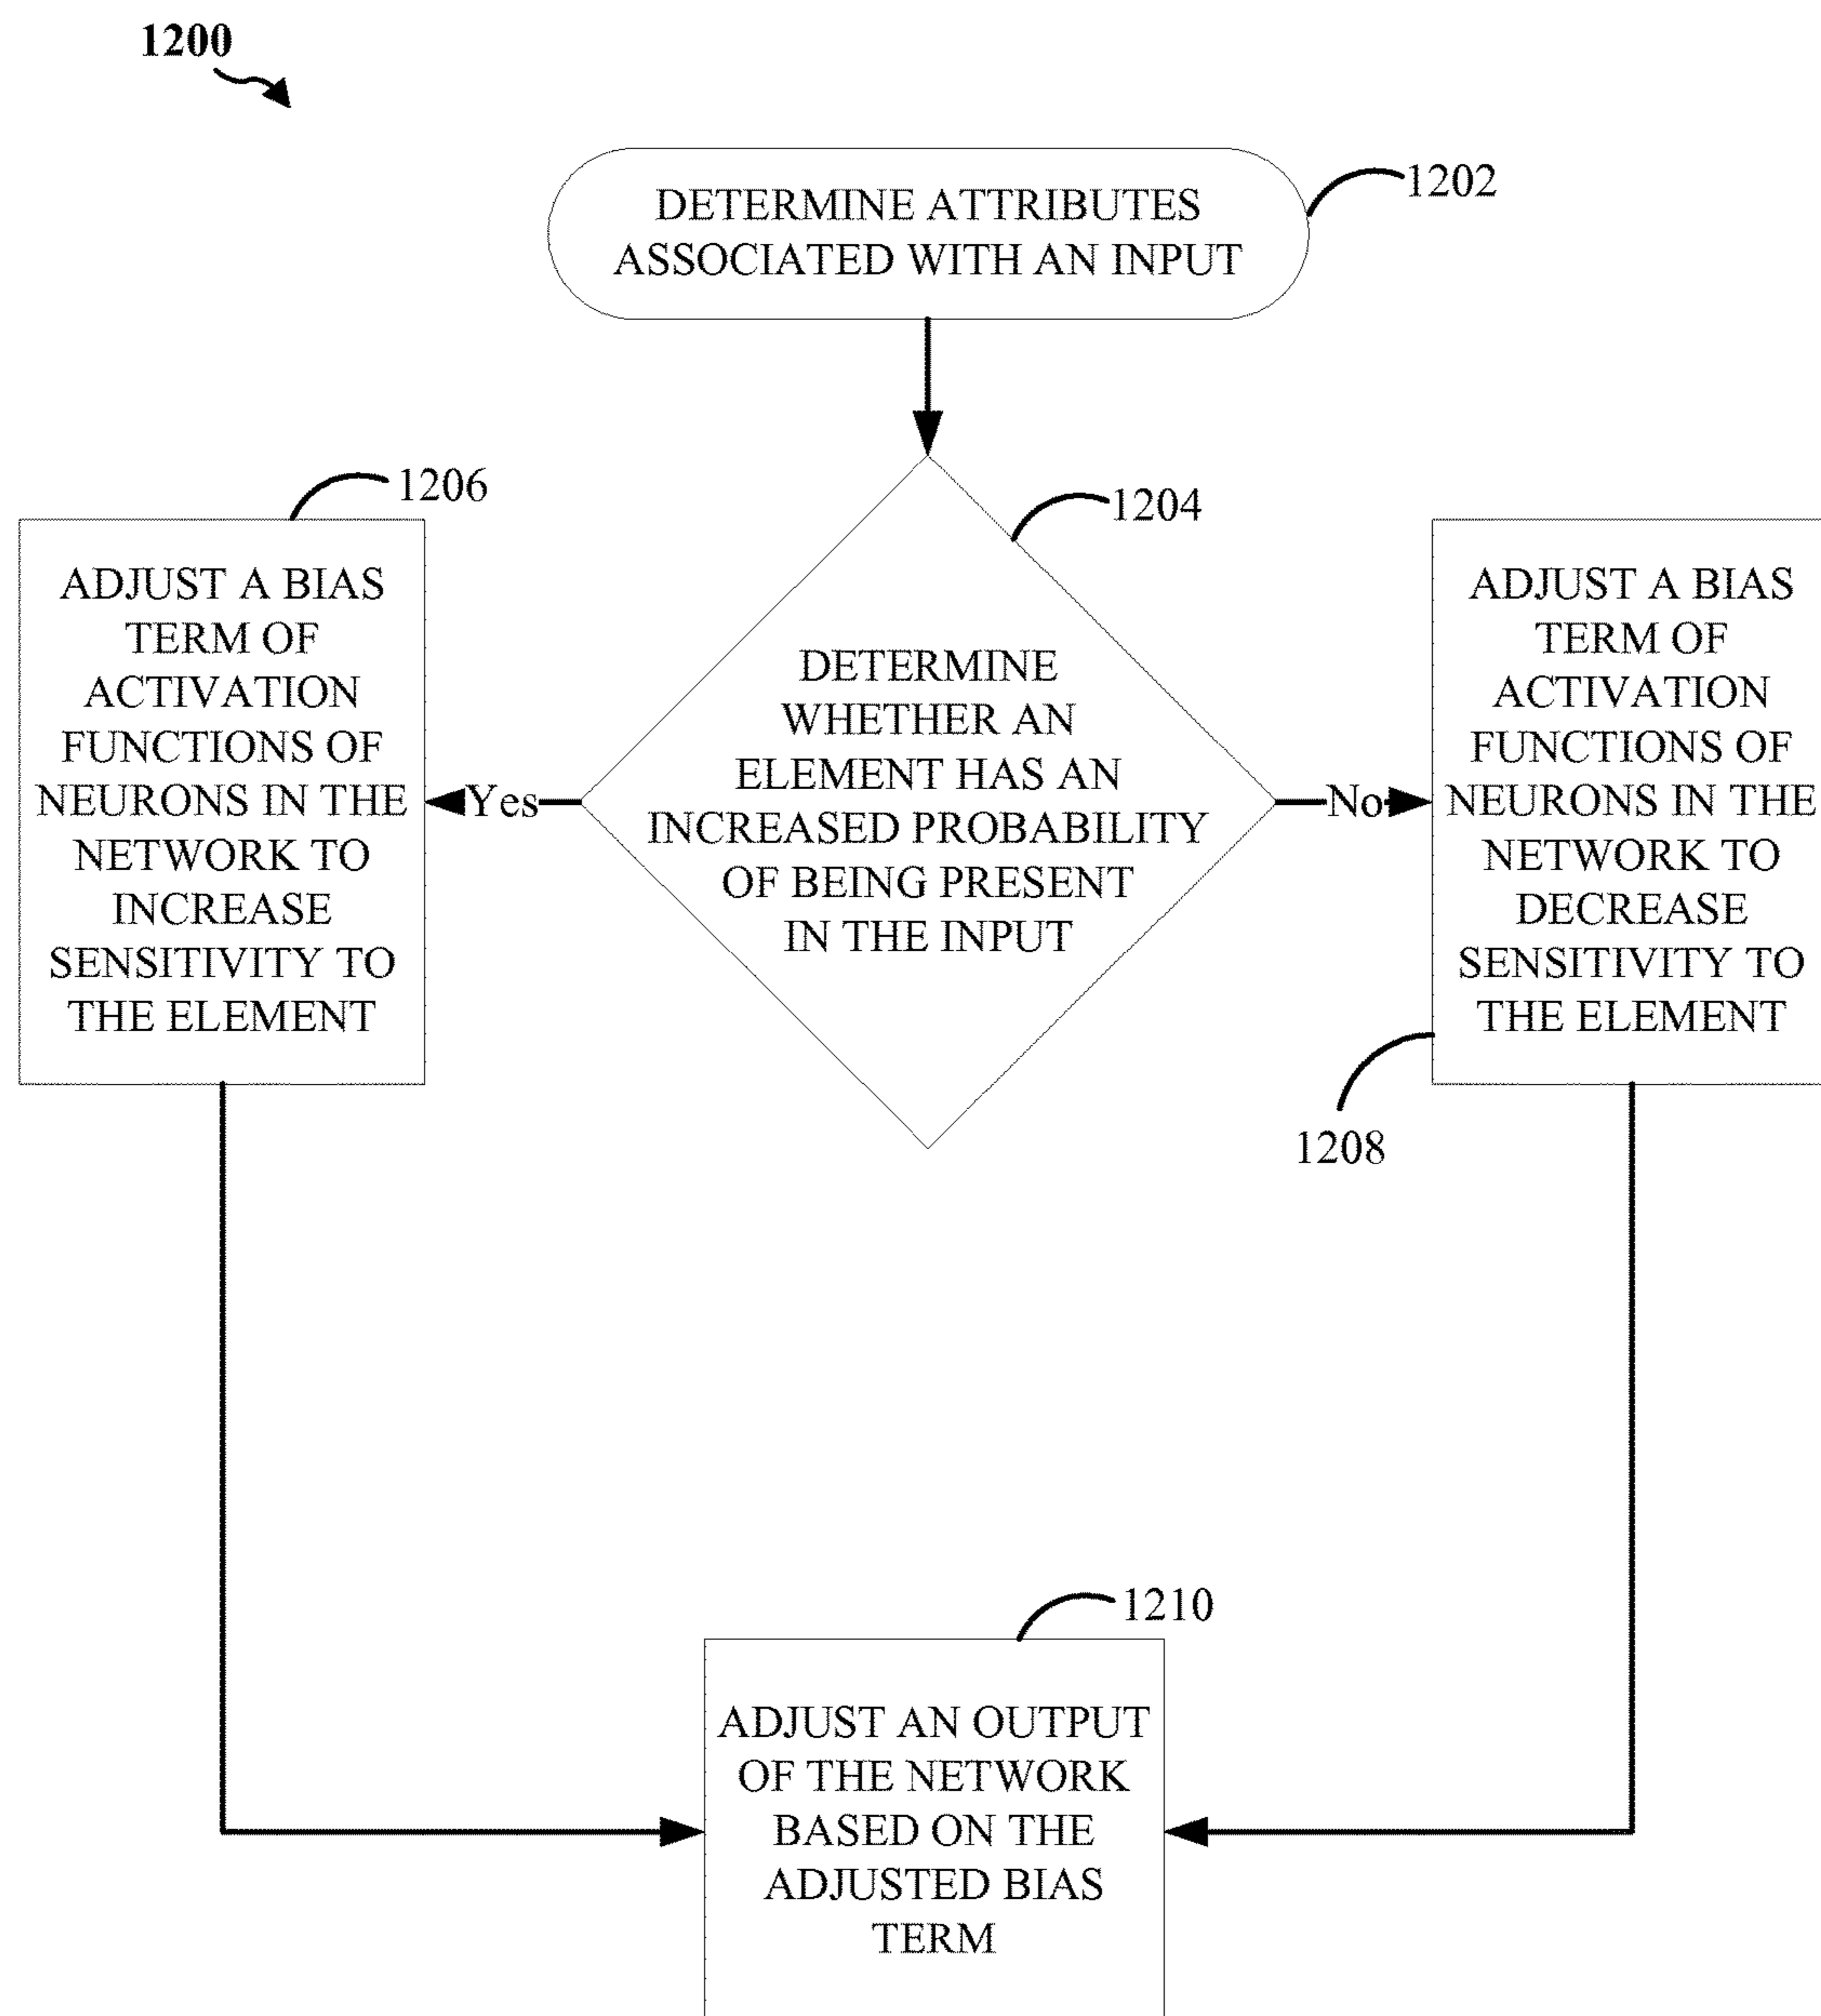 1200
1202
DETERMINE ATTRIBUTES
ASSOCIATED WITH AN INPUT
1206
1204
ADJUST A BIAS
TERM OF
ACTIVATION
FUNCTIONS OF
NEURONS IN THE
NETWORK TO
INCREASE
SENSITIVITY TO
THE ELEMENT
Yes
DETERMINE
WHETHER AN
ELEMENT HAS AN
INCREASED PROBABILITY
OF BEING PRESENT
IN THE INPUT
No
ADJUST A BIAS
TERM OF
ACTIVATION
FUNCTIONS OF
NEURONS IN THE
NETWORK TO
DECREASE
SENSITIVITY TO
THE ELEMENT
1208
1210
ADJUST AN OUTPUT
OF THE NETWORK
BASED ON THE
ADJUSTED BIAS
TERM